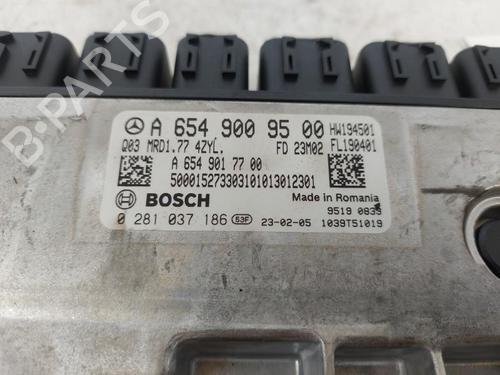 A 654 900 95 00 HW194501
Q03 MRD1.77 4ZYL. FD 23M02 FL190401
A 654 901 77 00
50001527330310101301 2301
BOSCH Made in Romania
9519 0833
0 281 037 186 53F 23-02-05 1039T51019
B-PARTS